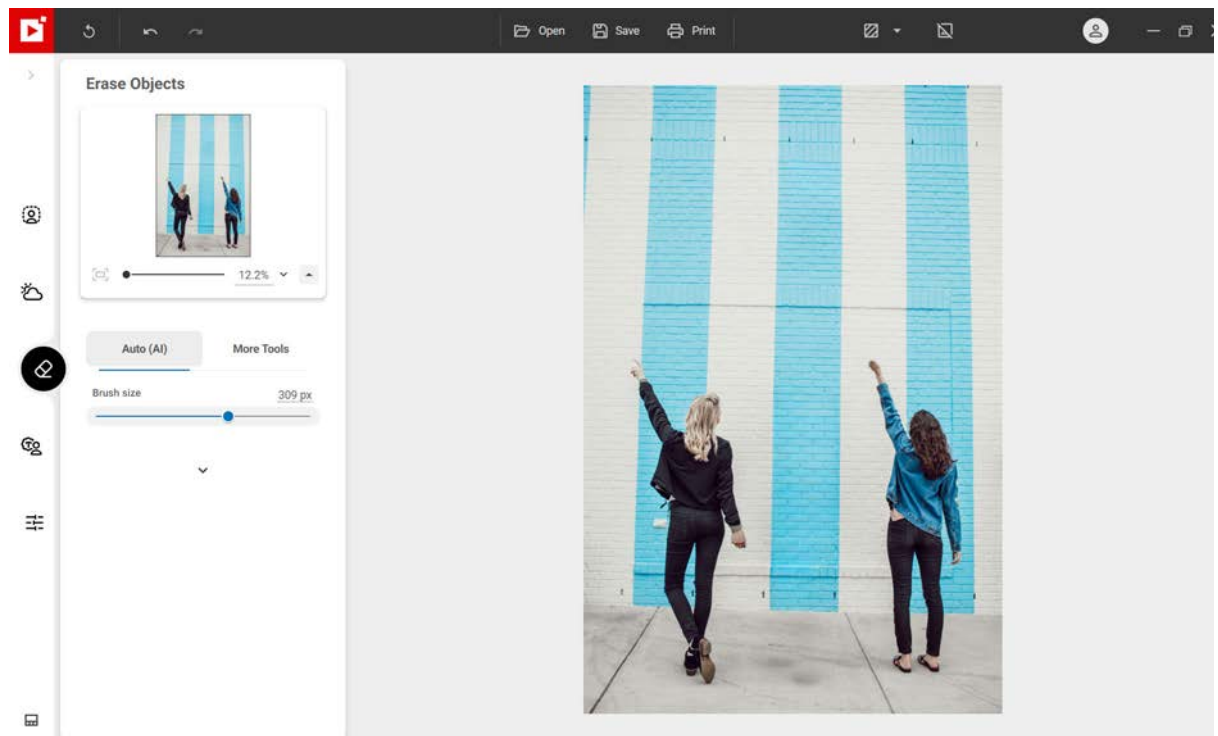 Open Save Print
Erase Objects
12.2%
Auto (AI) More Tools
Brush size 309 px